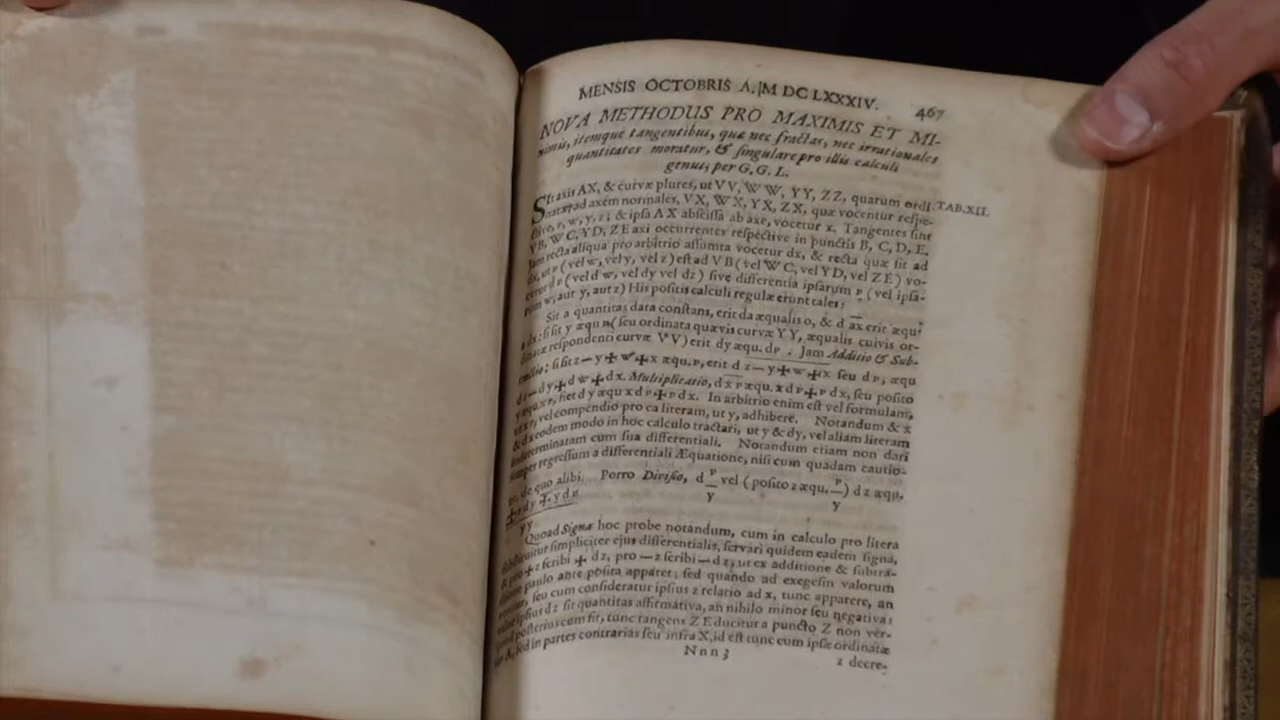 MENSIS OCTOBRIS A. M DC LXXXIV. 467
NOVA METHODUS PRO MAXIMIS ET MI-
nimis, itemque tangentibus, quæ nec fractas, nec irrationales
quantitates moratur, & singulare pro illis calculi
genus, per G. G. L.
Sit axis AX, & curvæ plures, ut VV, WW, YY, ZZ, quarum ordi- TAB.XII.
natæ, ad axem normales, VX, WX, YX, ZX, quæ vocentur respe-
ctive, v, w, y, z; & ipsa AX abscissa ab axe, vocetur x. Tangentes sint
VB, WC, YD, ZE axi occurrentes respective in punctis B, C, D, E.
Jam recta aliqua pro arbitrio assumta vocetur dx, & recta quæ sit ad
dx, ut v (vel w, vel y, vel z) est ad VB (vel WC, vel YD, vel ZE) vo-
cetur d v (vel d w, vel dy vel dz) sive differentia ipsarum v (vel ipsa-
rum w, aut y, aut z) His positis calculi regulæ erunt tales:
Sit a quantitas data constans, erit da æqualis 0, & d ax erit æqu.
a dx: si sit y æqu v (seu ordinata quævis curvæ YY, æqualis cuivis or-
dinatæ respondenti curvæ VV) erit dy æqu. dv. Jam Additio & Sub-
tractio: si sit z — y ✠ w ✠ x æqu. v, erit d z — y ✠ w ✠ x seu d v, æqu
dz — dy ✠ dw ✠ dx. Multiplicatio, d x v æqu. x d v ✠ v dx, seu posito
y æqu. x v, fiet d y æqu x d v ✠ v dx. In arbitrio enim est vel formulam,
ut x v, vel compendio pro ea literam, ut y, adhibere. Notandum & x
& dx eodem modo in hoc calculo tractari, ut y & dy, vel aliam literam
indeterminatam cum sua differentiali. Notandum etiam non dari
semper regressum a differentiali Æquatione, nisi cum quadam cautio-
ne, de quo alibi. Porro Divisio, d v/y vel (posito z æqu. v/y) dz æqu.
✠ v dy ✠ y dv
yy
Quoad Signa hoc probe notandum, cum in calculo pro litera
substituitur simpliciter ejus differentialis, servari quidem eadem signa,
& pro ✠ z scribi ✠ dz, pro — z scribi — dz, ut ex additione & subtra-
ctione paulo ante posita apparet; sed quando ad exegesin valorum
venitur, seu cum consideratur ipsius z relatio ad x, tunc apparere, an
valor ipsius dz sit quantitas affirmativa, an nihilo minor seu negativa:
quod posterius cum fit, tunc tangens ZE ducitur a puncto Z non ver-
sus A, sed in partes contrarias seu infra X, id est tunc cum ipsæ ordinatæ
Nnn 3 z decre-